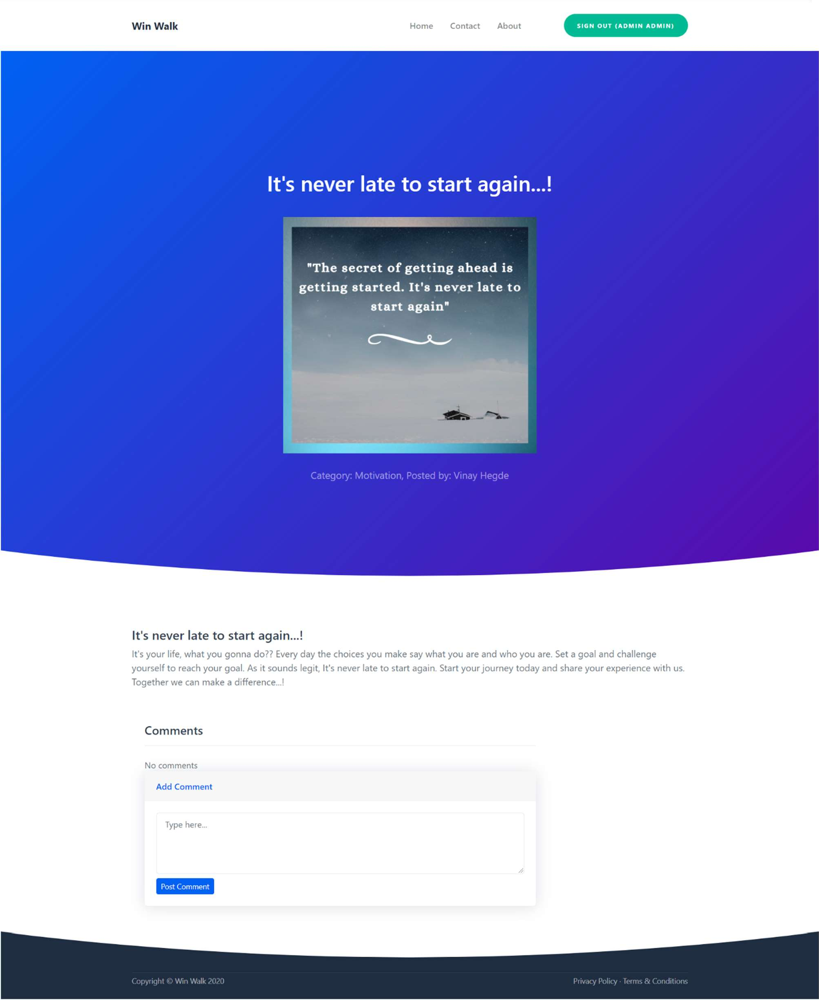 Win Walk
Home
Contact
About
SIGN OUT (ADMIN ADMIN)
It's never late to start again...!
"The secret of getting ahead is
getting started. It's never late to
start again"
Category: Motivation, Posted by: Vinay Hegde
It's never late to start again...!
It's your life, what you gonna do?? Every day the choices you make say what you are and who you are. Set a goal and challenge
yourself to reach your goal. As it sounds legit, It's never late to start again. Start your journey today and share your experience with us.
Together we can make a difference...!
Comments
No comments
Add Comment
Type here...
Post Comment
Copyright © Win Walk 2020
Privacy Policy · Terms & Conditions